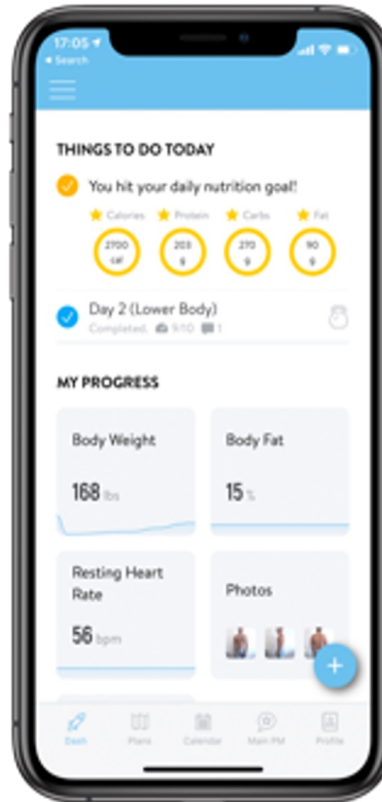 17:05
Search
THINGS TO DO TODAY
You hit your daily nutrition goal!
Calories Protein Carbs Fat
2700 203 270 90
cal g g g
Day 2 (Lower Body)
Completed. 9/10 1
MY PROGRESS
Body Weight Body Fat
168 lbs 15 %
Resting Heart
Rate
Photos
56 bpm
+
Dash Plans Calendar Main PM Profile